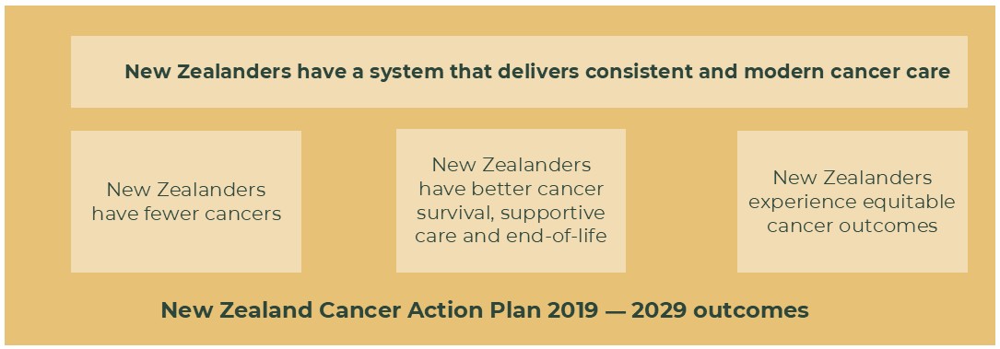 New Zealanders have a system that delivers consistent and modern cancer care
New Zealanders
have fewer cancers
New Zealanders
have better cancer
survival, supportive
care and end-of-life
New Zealanders
experience equitable
cancer outcomes
New Zealand Cancer Action Plan 2019 — 2029 outcomes